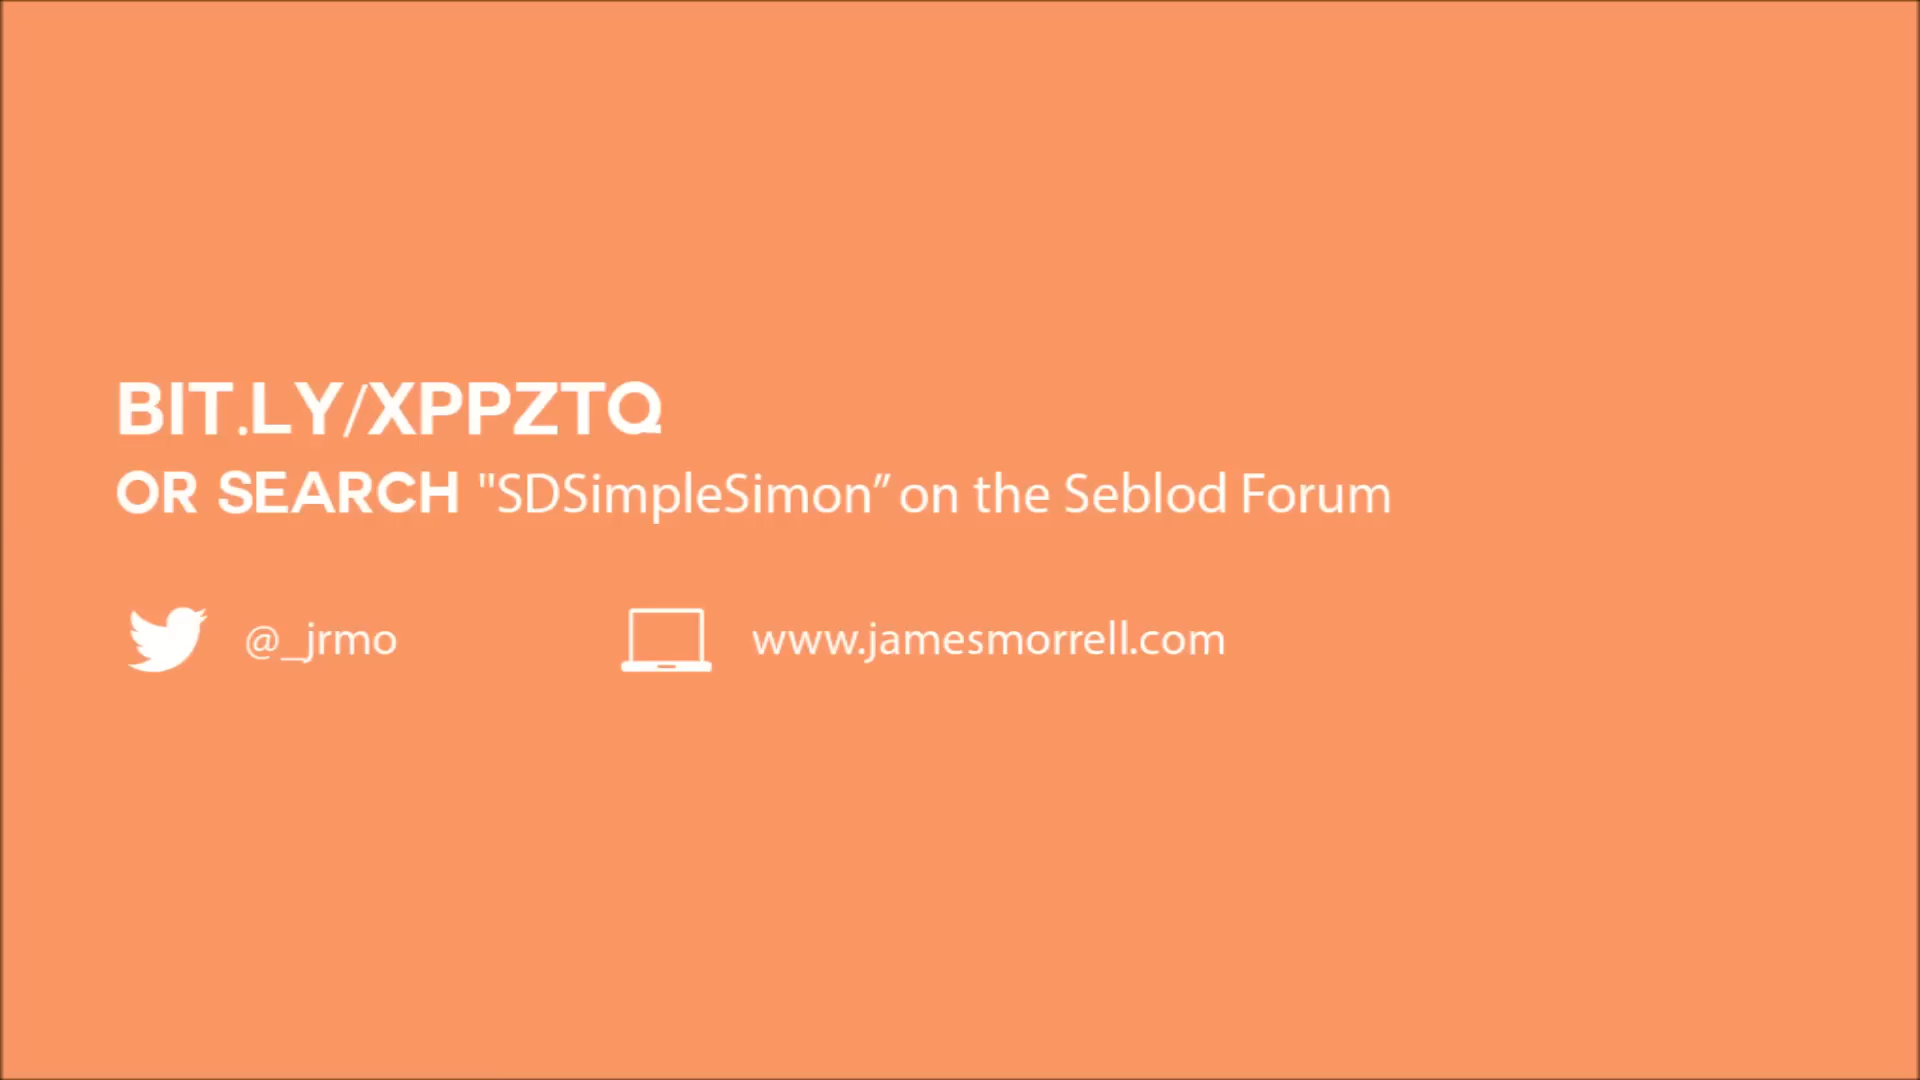 BIT.LY/XPPZTQ
OR SEARCH "SDSimpleSimon” on the Seblod Forum
@_jrmo
www.jamesmorrell.com